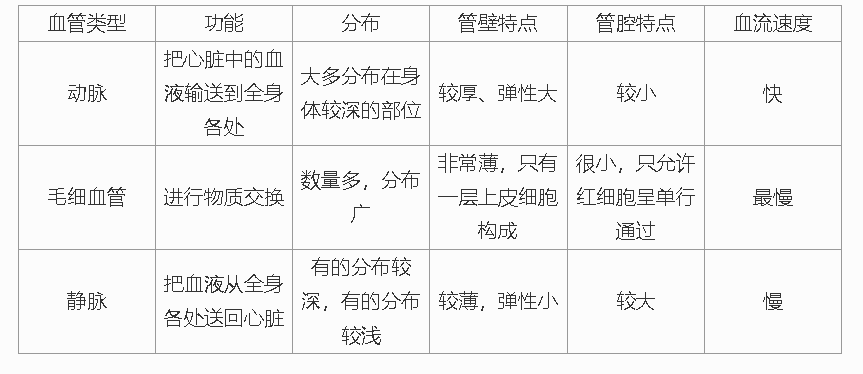 血管类型 功能 分布 管壁特点 管腔特点 血流速度
动脉
把心脏中的血
液输送到全身
各处
大多分布在身
体较深的部位
较厚、弹性大
较小
快
毛细血管
进行物质交换
数量多，分布
广
非常薄，只有
一层上皮细胞
构成
很小，只允许
红细胞呈单行
通过
最慢
静脉
把血液从全身
各处送回心脏
有的分布较
深，有的分布
较浅
较薄，弹性小
较大
慢